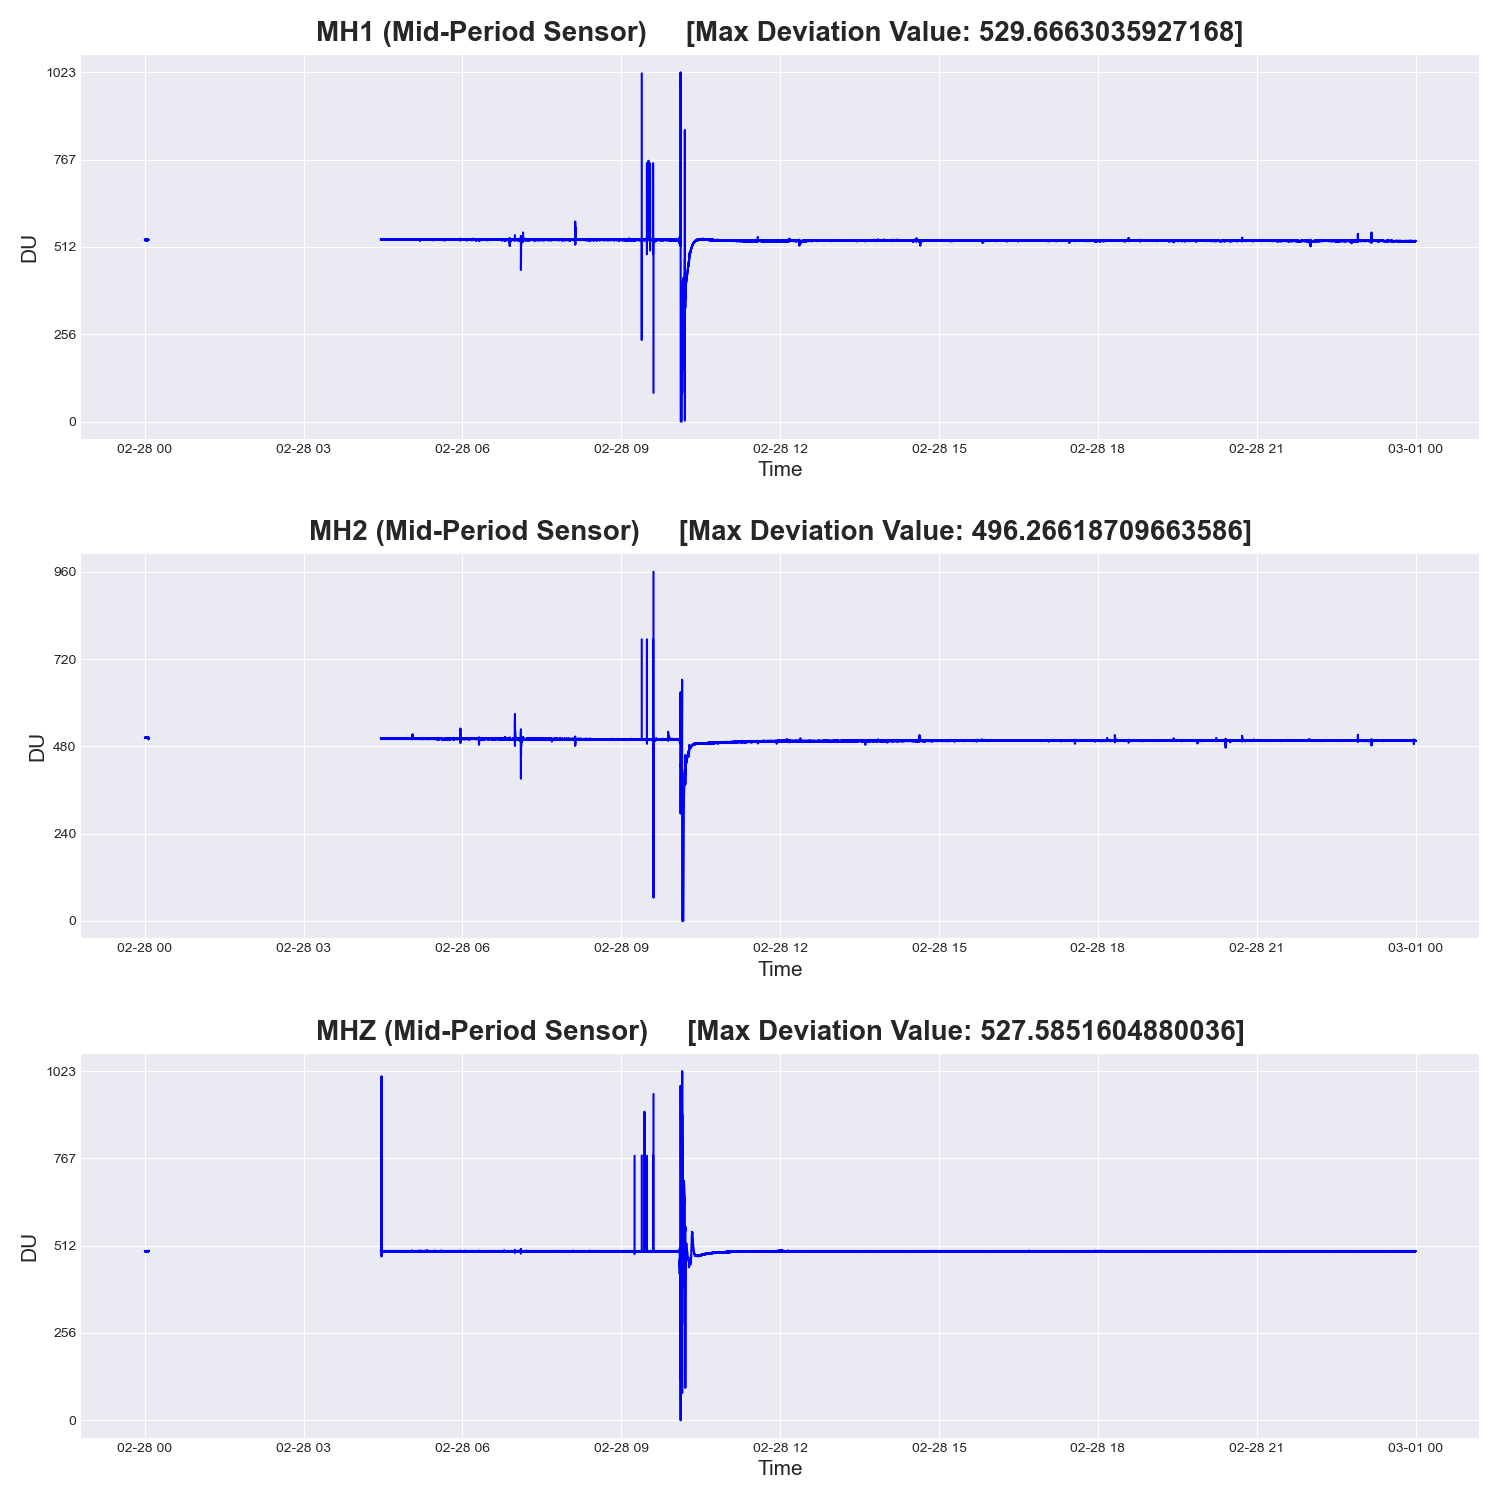 MH1 (Mid-Period Sensor) [Max Deviation Value: 529.6663035927168]
1023
767
512
256
0
DU
02-28 00 02-28 03 02-28 06 02-28 09 02-28 12 02-28 15 02-28 18 02-28 21 03-01 00
Time
MH2 (Mid-Period Sensor) [Max Deviation Value: 496.26618709663586]
960
720
480
240
0
DU
02-28 00 02-28 03 02-28 06 02-28 09 02-28 12 02-28 15 02-28 18 02-28 21 03-01 00
Time
MHZ (Mid-Period Sensor) [Max Deviation Value: 527.5851604880036]
1023
767
512
256
0
DU
02-28 00 02-28 03 02-28 06 02-28 09 02-28 12 02-28 15 02-28 18 02-28 21 03-01 00
Time